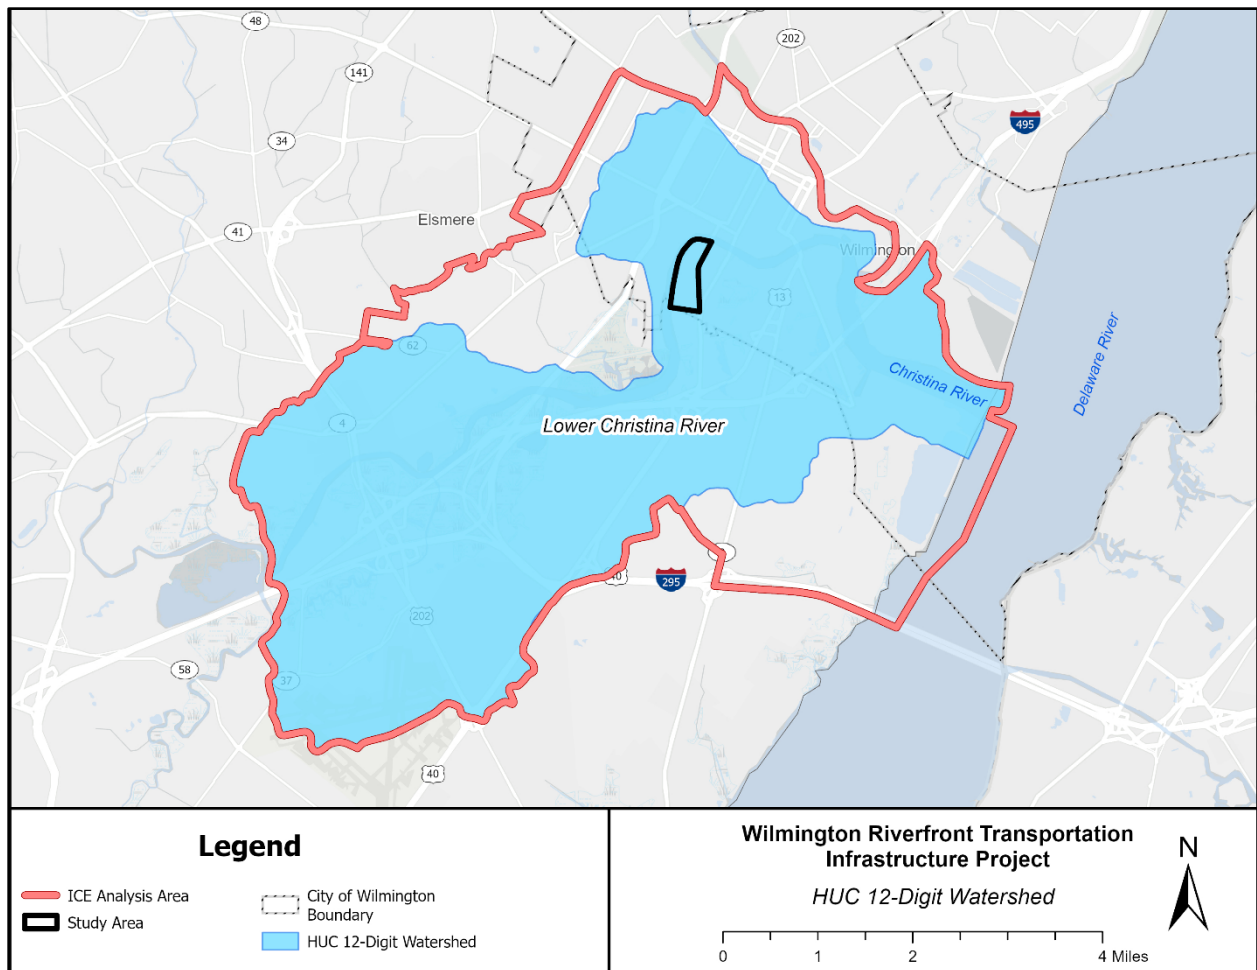 48
202
141
495
34
Elsmere
41
Wilmington
13
62
Christina River
Delaware River
4
Lower Christina River
40
295
202
58
37
40
Legend
ICE Analysis Area
Study Area
City of Wilmington
Boundary
HUC 12-Digit Watershed
Wilmington Riverfront Transportation
Infrastructure Project
HUC 12-Digit Watershed
N
0 1 2 4 Miles